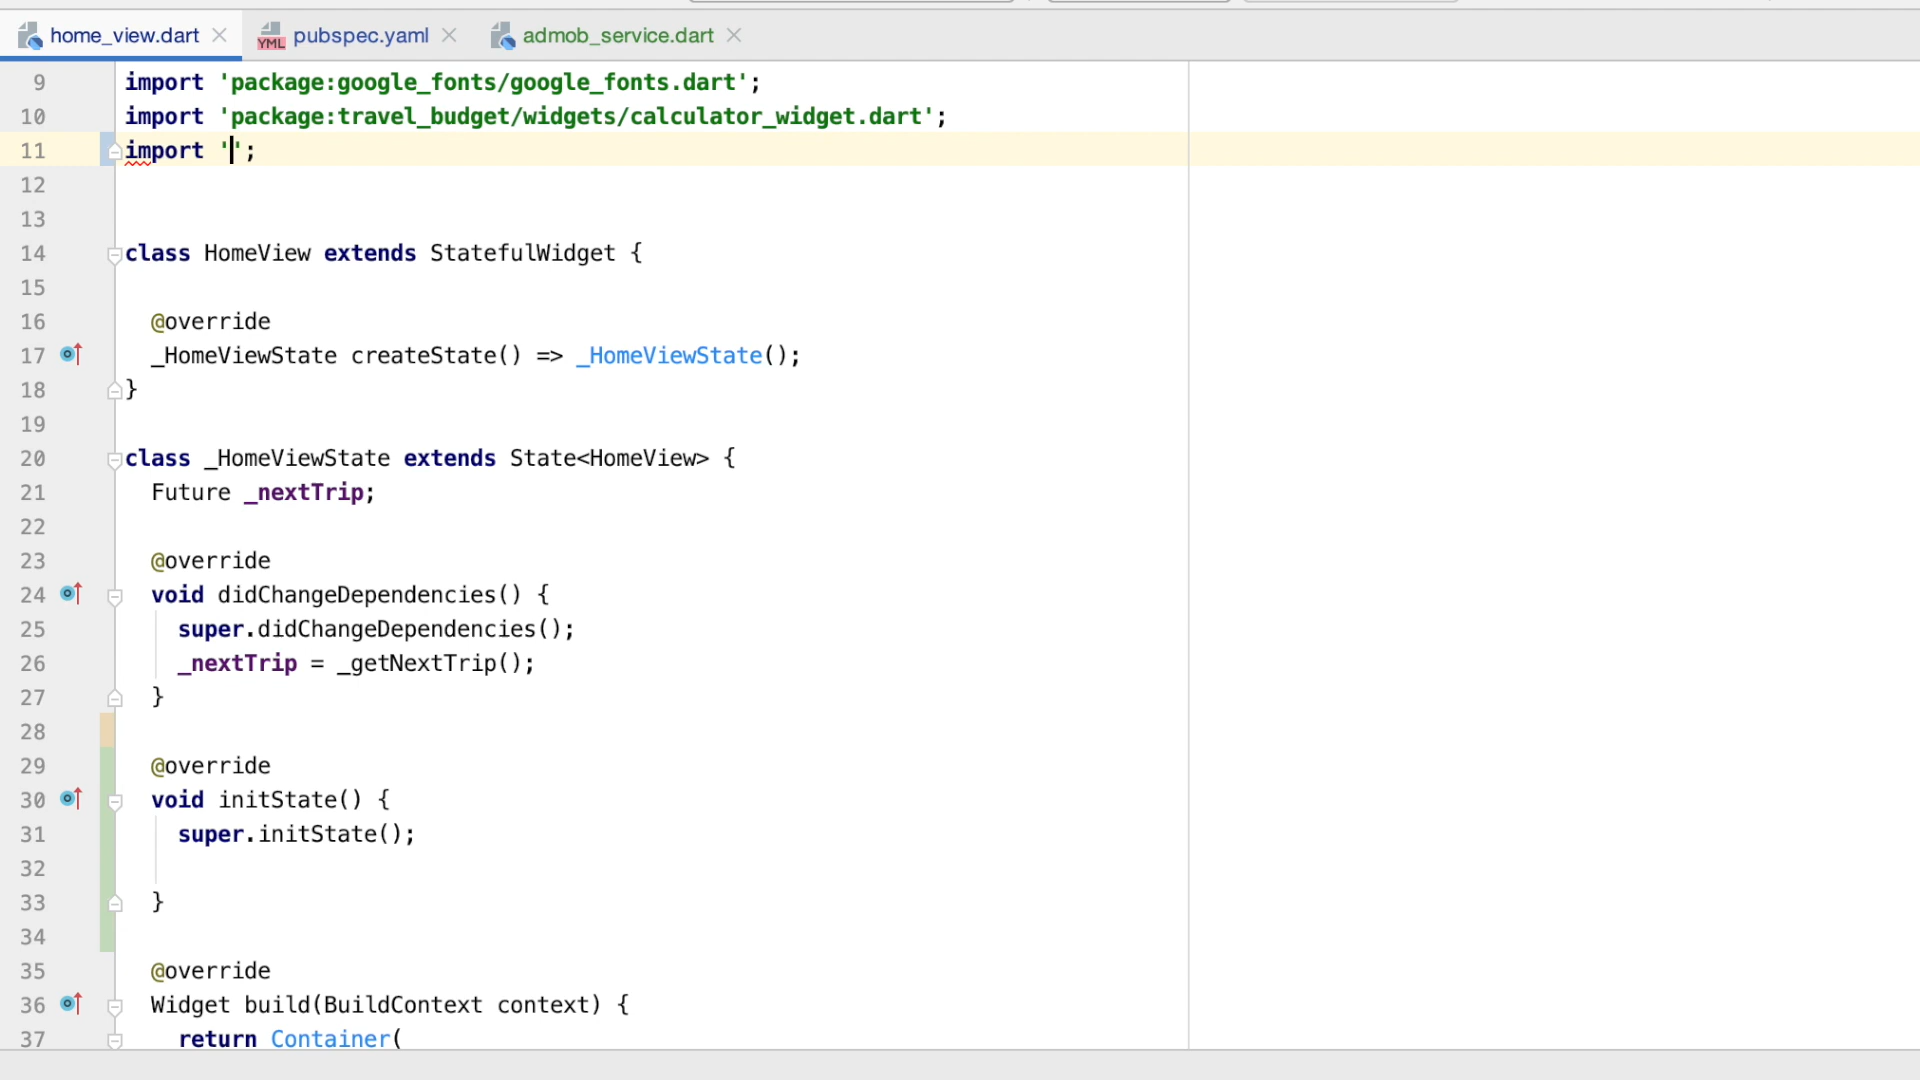 home_view.dart
YML pubspec.yaml
admob_service.dart
9 import 'package:google_fonts/google_fonts.dart';
10 import 'package:travel_budget/widgets/calculator_widget.dart';
11 import '';
12
13
14 class HomeView extends StatefulWidget {
15
16 @override
17 _HomeViewState createState() => _HomeViewState();
18 }
19
20 class _HomeViewState extends State<HomeView> {
21 Future _nextTrip;
22
23 @override
24 void didChangeDependencies() {
25 super.didChangeDependencies();
26 _nextTrip = _getNextTrip();
27 }
28
29 @override
30 void initState() {
31 super.initState();
32
33 }
34
35 @override
36 Widget build(BuildContext context) {
37 return Container(